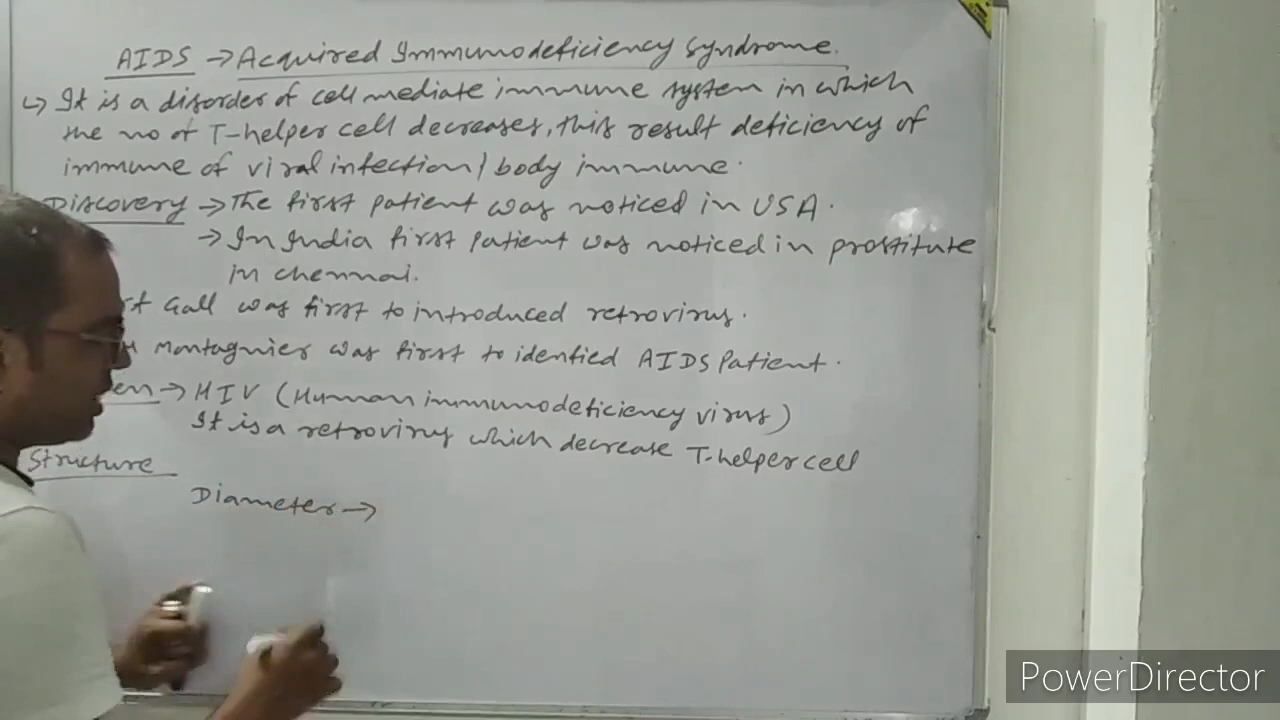 AIDS → Acquired Immunodeficiency Syndrome.
↳ It is a disorder of cell mediate immune system in which
the no of T-helper cell decreases, this result deficiency of
immune of viral infection / body immune.
Discovery → The first patient was noticed in USA.
→ In India first patient was noticed in prostitute
in chennai.
Gall was first to introduced retrovirus.
Montagnier was first to identied AIDS patient.
→ HIV (Human immunodeficiency virus)
It is a retrovirus which decrease T-helper cell
Structure
Diameter →
PowerDirector